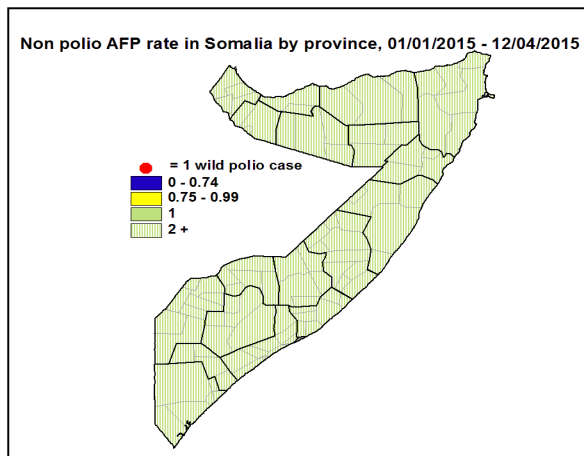 Non polio AFP rate in Somalia by province, 01/01/2015 - 12/04/2015
= 1 wild polio case
0 - 0.74
0.75 - 0.99
1
2 +